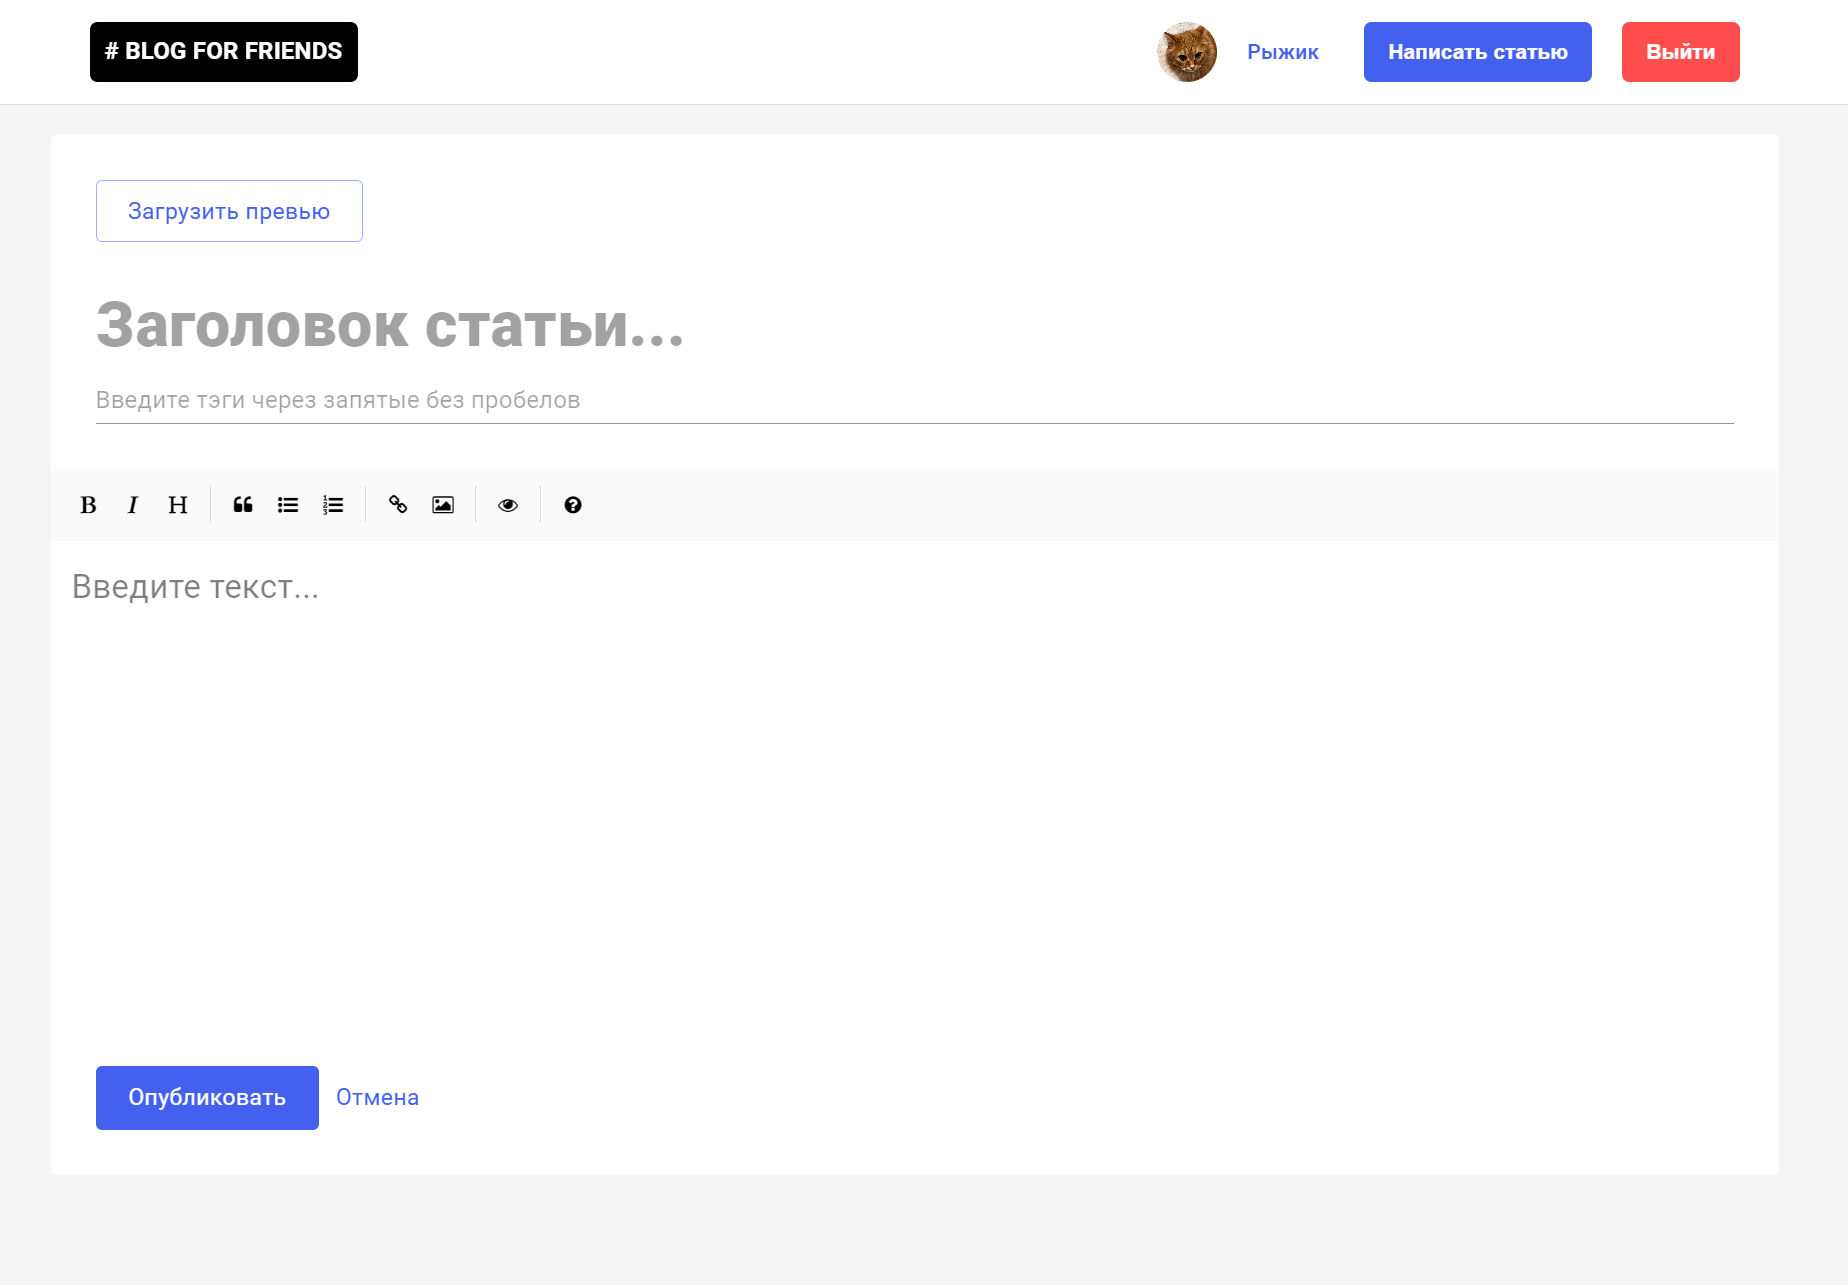 # BLOG FOR FRIENDS
Рыжик
Написать статью
Выйти
Загрузить превью
Заголовок статьи...
Введите тэги через запятые без пробелов
B I H
Введите текст...
Опубликовать
Отмена